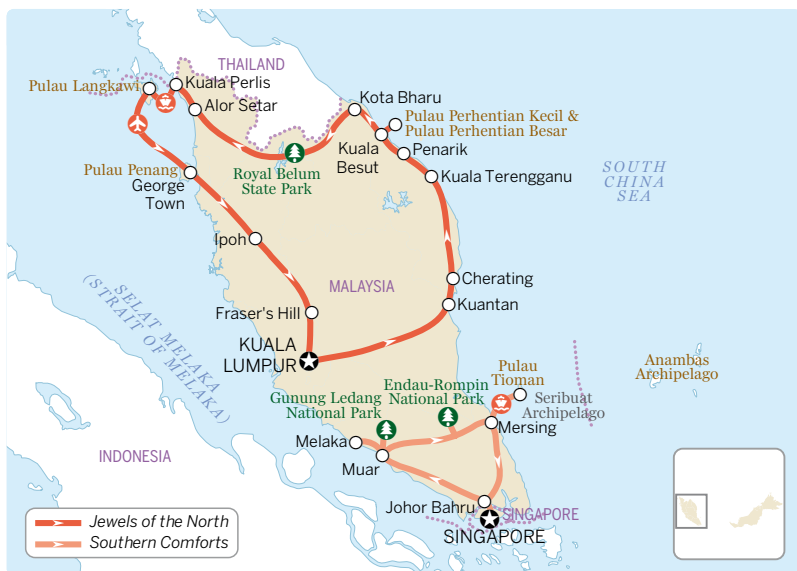 THAILAND
Pulau Langkawi
Kuala Perlis
Alor Setar
Kota Bharu
Pulau Perhentian Kecil &
Pulau Perhentian Besar
Kuala
Besut
Penarik
Royal Belum
State Park
Pulau Penang
George
Town
Kuala Terengganu
SOUTH
CHINA
SEA
Ipoh
Cherating
MALAYSIA
Kuantan
Fraser's Hill
SELAT MELAKA
(STRAIT OF MELAKA)
KUALA
LUMPUR
Pulau
Tioman
Anambas
Archipelago
Endau-Rompin
National Park
Gunung Ledang
National Park
Seribuat
Archipelago
Mersing
Melaka
Muar
INDONESIA
Johor Bahru
SINGAPORE
SINGAPORE
Jewels of the North
Southern Comforts